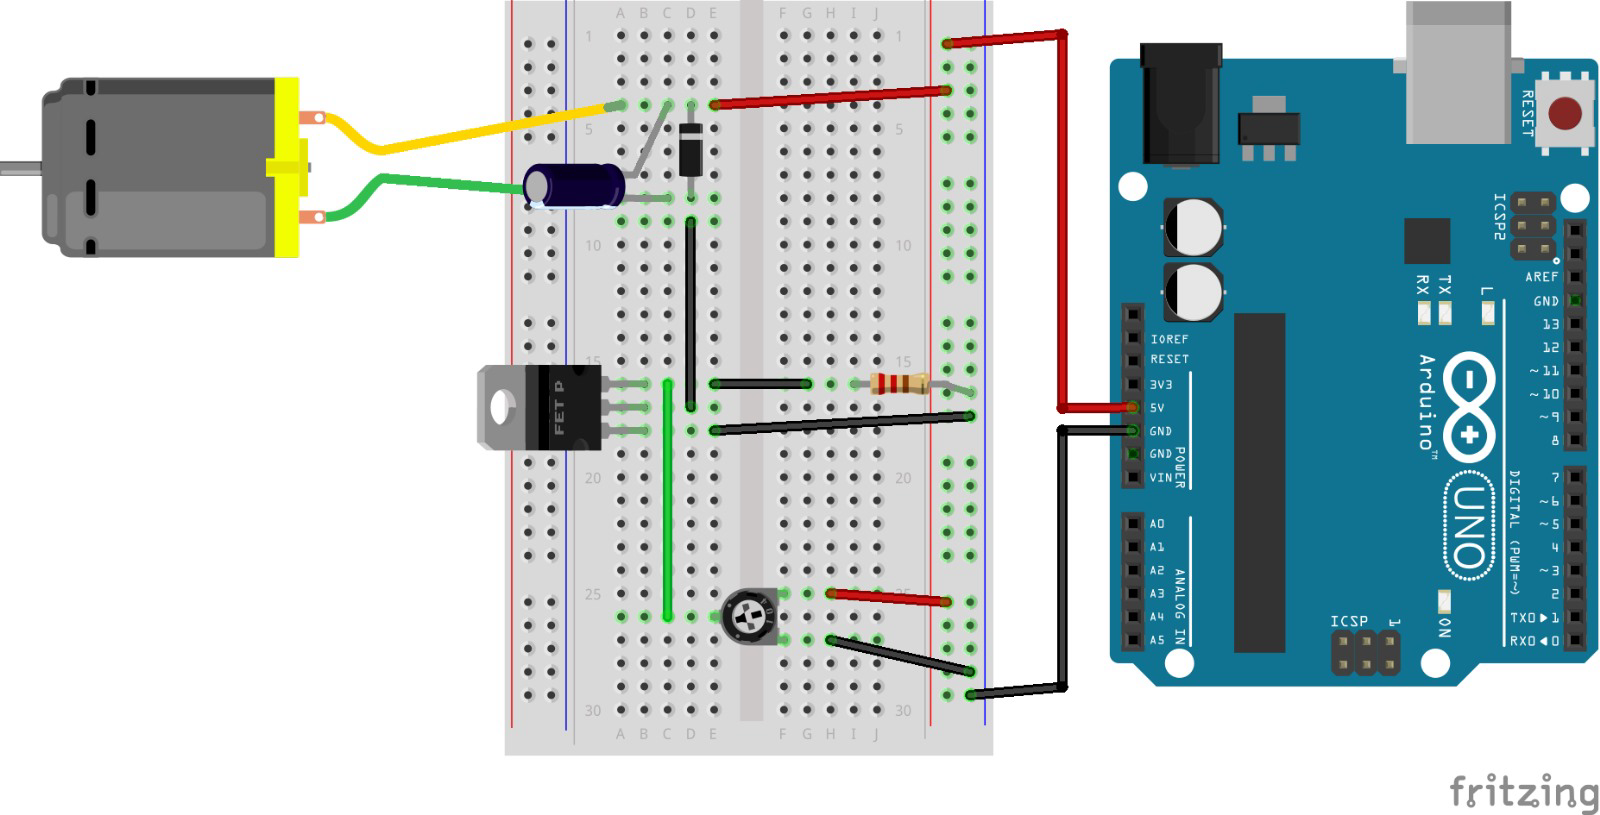 A B C D E F G H I J
1 1
5 5
10 10
15 15
20 20
25 25
30 30
A B C D E F G H I J
FET P
RESET
ICSP2
AREF
GND
13
12
~11
~10
~9
8
7
~6
~5
4
~3
2
TX0▶1
RX0◀0
RX
TX
L
IOREF
RESET
3V3
5V
GND
GND
VIN
POWER
A0
A1
A2
A3
A4
A5
ANALOG IN
Arduino™
UNO
DIGITAL (PWM=~)
ICSP 1
ON
fritzing